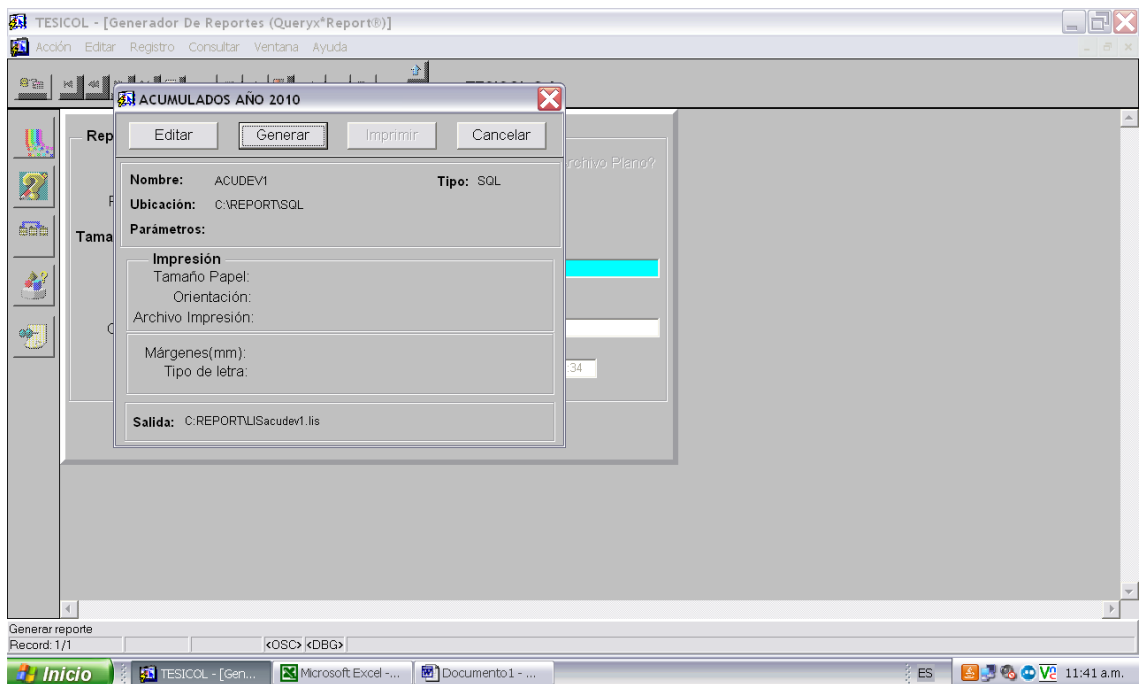 TESICOL - [Generador De Reportes (Queryx*Report®)]
Acción Editar Registro Consultar Ventana Ayuda
ACUMULADOS AÑO 2010
Editar Generar Imprimir Cancelar
Rep
Archivo Plano?
Nombre: ACUDEV1 Tipo: SQL
Ubicación: C:\REPORT\SQL
Parámetros:
Tama
Impresión
Tamaño Papel:
Orientación:
Archivo Impresión:
Márgenes(mm):
Tipo de letra:
:34
Salida: C:REPORT\LISacudev1.lis
Generar reporte
Record: 1/1 <OSC> <DBG>
Inicio TESICOL - [Gen... Microsoft Excel -... Documento1 - ... ES 11:41 a.m.